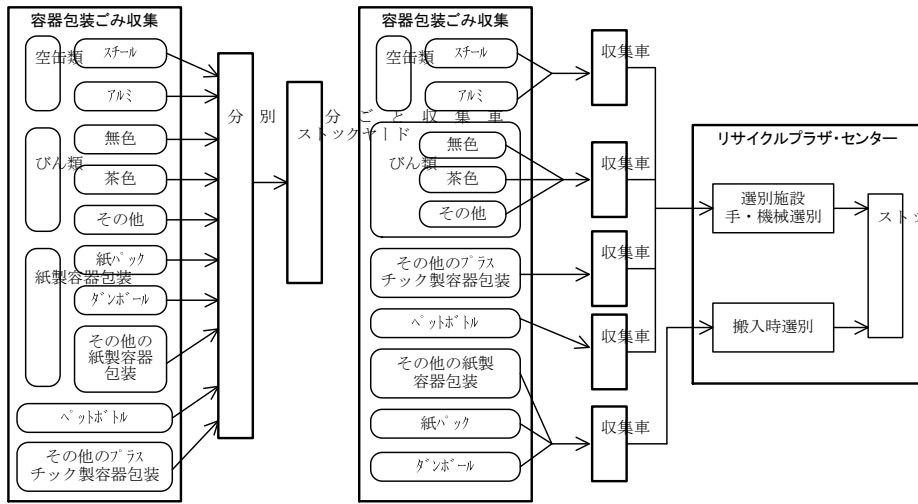 容器包装ごみ収集
空缶類
スチール
アルミ
びん類
無色
茶色
その他
紙製容器包装
紙パック
ダンボール
その他の
紙製容器
包装
ペットボトル
その他のプラス
チック製容器包装
分別
分ごと収集車
ストックヤード
容器包装ごみ収集
空缶類
スチール
アルミ
びん類
無色
茶色
その他
その他のプラス
チック製容器包装
ペットボトル
その他の紙製
容器包装
紙パック
ダンボール
収集車
収集車
収集車
収集車
収集車
リサイクルプラザ・センター
選別施設
手・機械選別
搬入時選別
ストッ